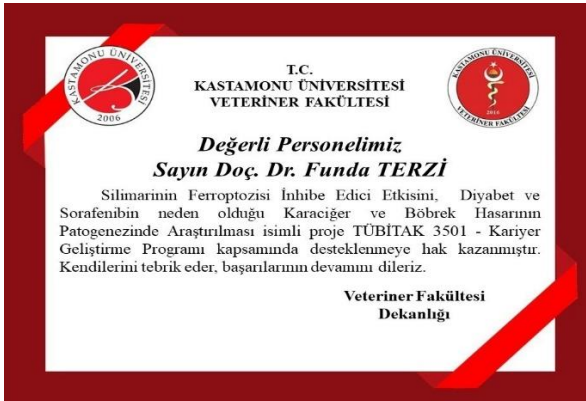 T.C.
KASTAMONU ÜNİVERSİTESİ
VETERİNER FAKÜLTESİ
KASTAMONU ÜNİVERSİTESİ
2006
KASTAMONU ÜNİVERSİTESİ
VETERİNER FAKÜLTESİ
2014
Değerli Personelimiz
Sayın Doç. Dr. Funda TERZİ
Silimarinin Ferroptozisi İnhibe Edici Etkisini, Diyabet ve
Sorafenibin neden olduğu Karaciğer ve Böbrek Hasarının
Patogenezinde Araştırılması isimli proje TÜBİTAK 3501 - Kariyer
Geliştirme Programı kapsamında desteklenmeye hak kazanmıştır.
Kendilerini tebrik eder, başarılarının devamını dileriz.
Veteriner Fakültesi
Dekanlığı